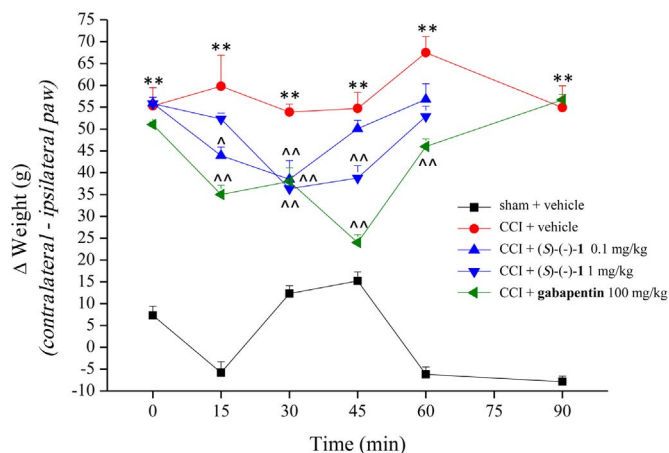 75
70
65
60
55
50
45
40
35
30
25
20
15
10
5
0
-5
-10
Δ Weight (g)
(contralateral - ipsilateral paw)
** ** ** ** ** **
^ ^^ ^^ ^^ ^^ ^^ ^^ ^^
sham + vehicle
CCI + vehicle
CCI + (S)-(-)-1 0.1 mg/kg
CCI + (S)-(-)-1 1 mg/kg
CCI + gabapentin 100 mg/kg
0 15 30 45 60 75 90
Time (min)